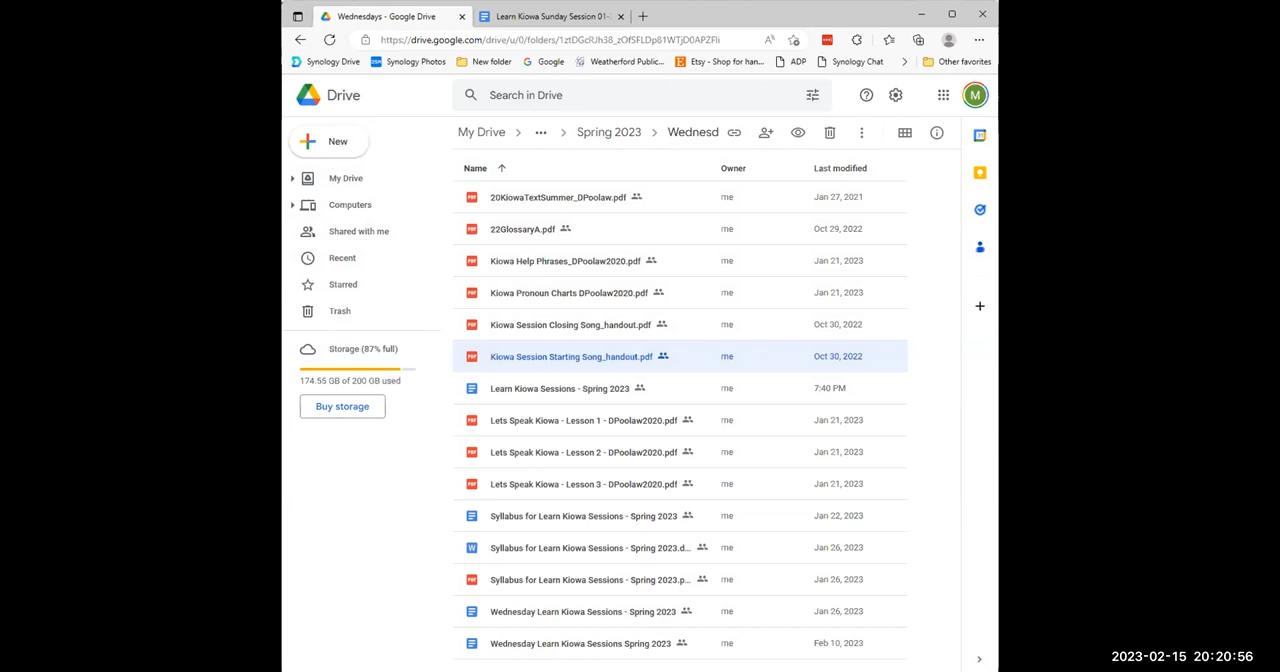 Wednesdays - Google Drive
Learn Kiowa Sunday Session 01-
https://drive.google.com/drive/u/0/folders/1ztDGcRJh38_zOfSFLDp81WTjD0APZFli
Synology Drive Synology Photos New folder Google Weatherford Public... Etsy - Shop for han... ADP Synology Chat Other favorites
Drive
Search in Drive
M
New
My Drive
Computers
Shared with me
Recent
Starred
Trash
Storage (87% full)
174.55 GB of 200 GB used
Buy storage
My Drive ... Spring 2023 Wednesd
Name Owner Last modified
PDF 20KiowaTextSummer_DPoolaw.pdf me Jan 27, 2021
PDF 22GlossaryA.pdf me Oct 29, 2022
PDF Kiowa Help Phrases_DPoolaw2020.pdf me Jan 21, 2023
PDF Kiowa Pronoun Charts DPoolaw2020.pdf me Jan 21, 2023
PDF Kiowa Session Closing Song_handout.pdf me Oct 30, 2022
PDF Kiowa Session Starting Song_handout.pdf me Oct 30, 2022
Learn Kiowa Sessions - Spring 2023 me 7:40 PM
PDF Lets Speak Kiowa - Lesson 1 - DPoolaw2020.pdf me Jan 21, 2023
PDF Lets Speak Kiowa - Lesson 2 - DPoolaw2020.pdf me Jan 21, 2023
PDF Lets Speak Kiowa - Lesson 3 - DPoolaw2020.pdf me Jan 21, 2023
Syllabus for Learn Kiowa Sessions - Spring 2023 me Jan 22, 2023
W Syllabus for Learn Kiowa Sessions - Spring 2023.d... me Jan 26, 2023
PDF Syllabus for Learn Kiowa Sessions - Spring 2023.p... me Jan 26, 2023
Wednesday Learn Kiowa Sessions - Spring 2023 me Jan 26, 2023
Wednesday Learn Kiowa Sessions Spring 2023 me Feb 10, 2023
2023-02-15 20:20:56